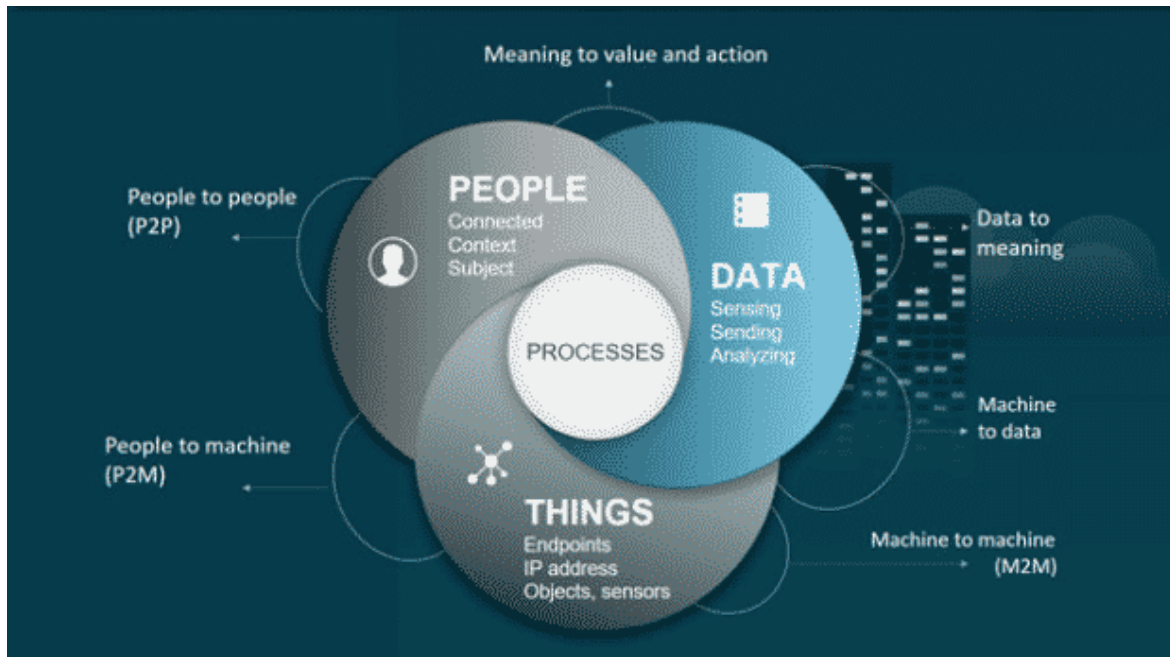 Meaning to value and action
People to people
(P2P)
PEOPLE
Connected
Context
Subject
DATA
Sensing
Sending
Analyzing
Data to
meaning
PROCESSES
People to machine
(P2M)
Machine
to data
THINGS
Endpoints
IP address
Objects, sensors
Machine to machine
(M2M)